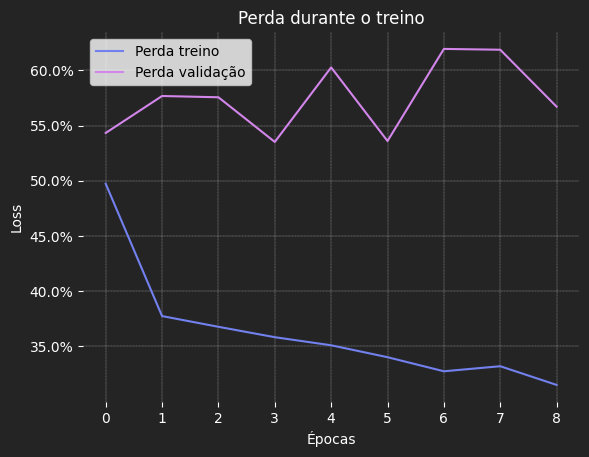 Perda durante o treino
Perda treino
Perda validação
60.0%
55.0%
50.0%
45.0%
40.0%
35.0%
Loss
0 1 2 3 4 5 6 7 8
Épocas